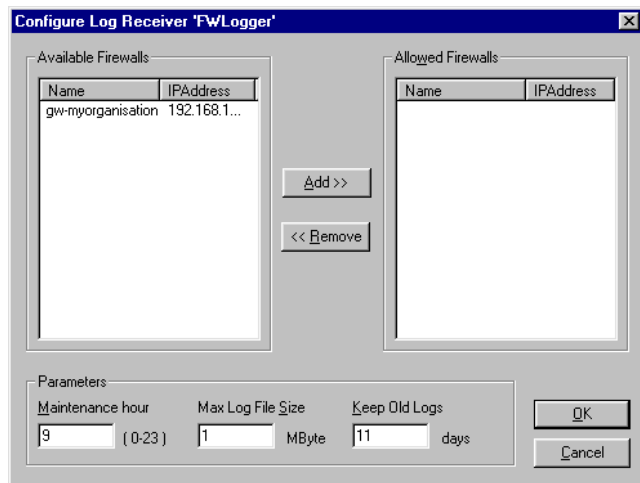 Configure Log Receiver 'FWLogger'
Available Firewalls
Name IPAddress
gw-myorganisation 192.168.1...
Add >>
<< Remove
Allowed Firewalls
Name IPAddress
Parameters
Maintenance hour
9 ( 0-23 )
Max Log File Size
1 MByte
Keep Old Logs
11 days
OK
Cancel